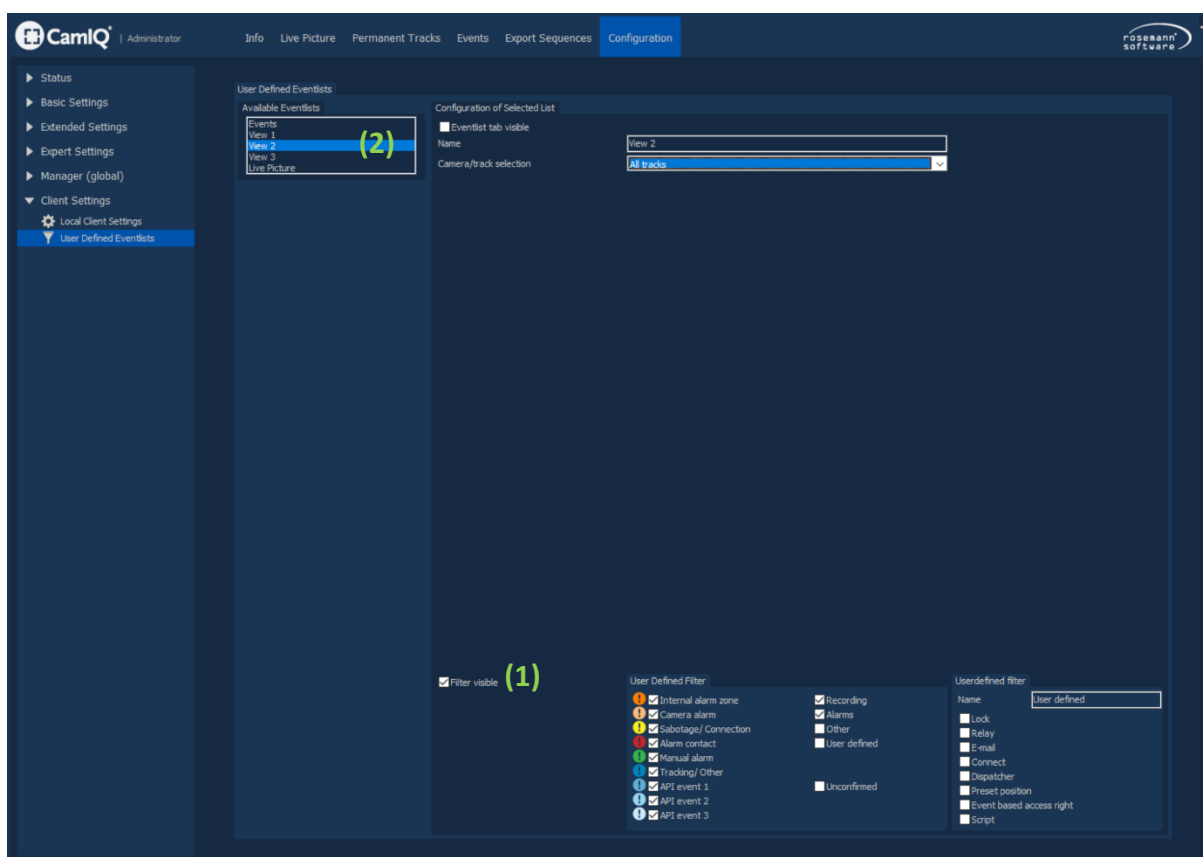 CamIQ | Administrator
Info Live Picture Permanent Tracks Events Export Sequences Configuration
rosemann
software
Status
Basic Settings
Extended Settings
Expert Settings
Manager (global)
Client Settings
Local Client Settings
User Defined Eventlists
User Defined Eventlists
Available Eventlists
Events
View 1
View 2
View 3
Live Picture
(2)
Configuration of Selected List
Eventlist tab visible
Name View 2
Camera/track selection All tracks
Filter visible (1)
User Defined Filter
Internal alarm zone Recording
Camera alarm Alarms
Sabotage/ Connection Other
Alarm contact User defined
Manual alarm
Tracking/ Other
API event 1 Unconfirmed
API event 2
API event 3
Userdefined filter
Name User defined
Lock
Relay
E-mail
Connect
Dispatcher
Preset position
Event based access right
Script